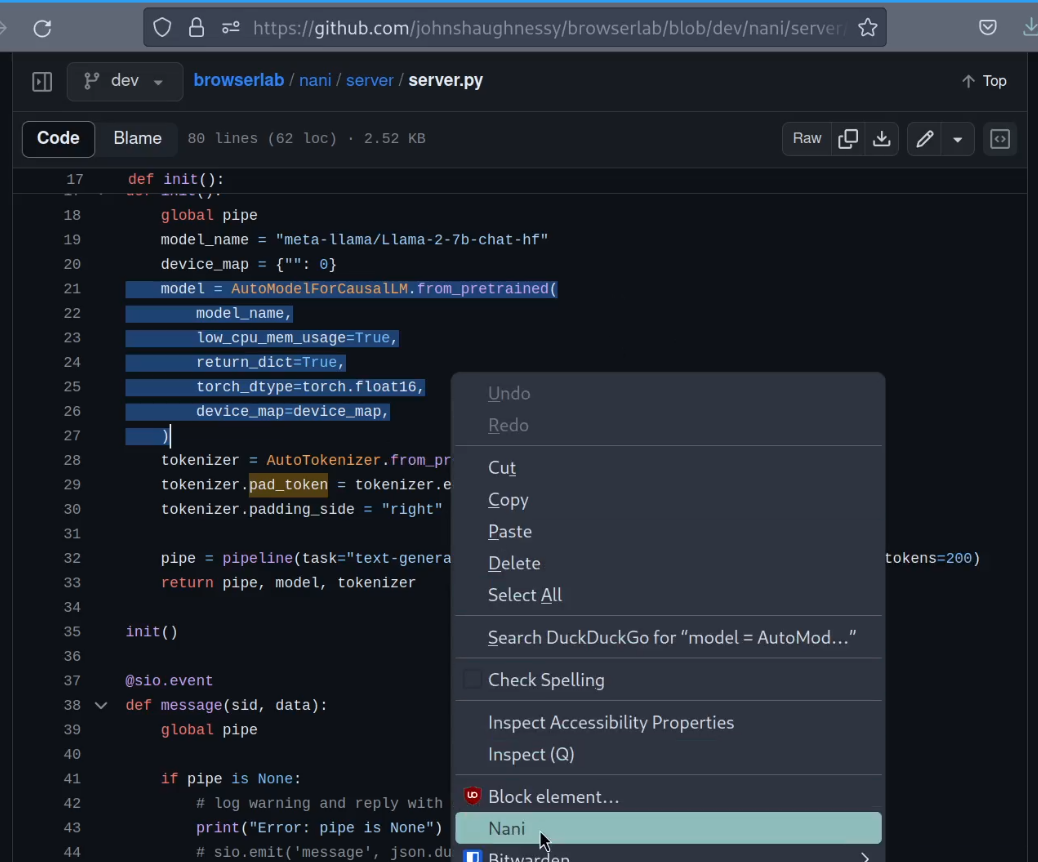 https://github.com/johnshaughnessy/browserlab/blob/dev/nani/server/
dev browserlab / nani / server / server.py Top
Code Blame 80 lines (62 loc) · 2.52 KB Raw
17 def init():
18 global pipe
19 model_name = "meta-llama/Llama-2-7b-chat-hf"
20 device_map = {"": 0}
21 model = AutoModelForCausalLM.from_pretrained(
22 model_name,
23 low_cpu_mem_usage=True,
24 return_dict=True,
25 torch_dtype=torch.float16,
26 device_map=device_map,
27 )
28 tokenizer = AutoTokenizer.from_pr
29 tokenizer.pad_token = tokenizer.e
30 tokenizer.padding_side = "right"
31
32 pipe = pipeline(task="text-genera tokens=200)
33 return pipe, model, tokenizer
34
35 init()
36
37 @sio.event
38 def message(sid, data):
39 global pipe
40
41 if pipe is None:
42 # log warning and reply with
43 print("Error: pipe is None")
44 # sio.emit('message', json.du
Undo
Redo
Cut
Copy
Paste
Delete
Select All
Search DuckDuckGo for “model = AutoMod…”
Check Spelling
Inspect Accessibility Properties
Inspect (Q)
Block element…
Nani
Bitwarden